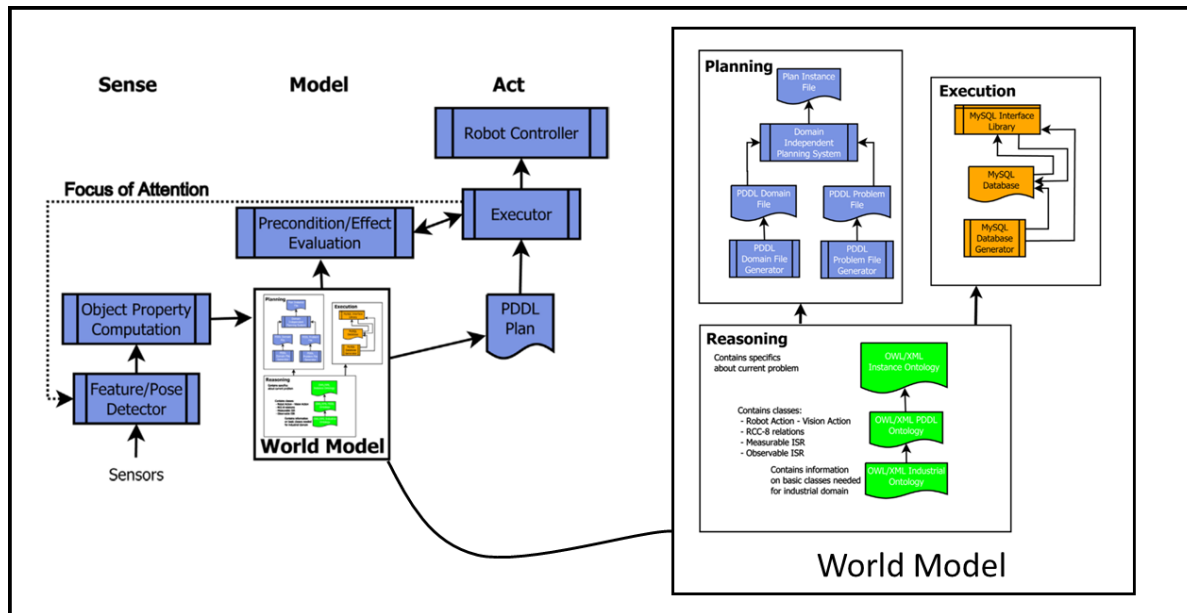 Sense
Model
Act
Robot Controller
Focus of Attention
Executor
Precondition/Effect
Evaluation
Object Property
Computation
PDDL
Plan
Feature/Pose
Detector
Sensors
Planning
Execution
Reasoning
World Model
Planning
Plan Instance
File
Domain
Independent
Planning System
PDDL Domain
File
PDDL Problem
File
PDDL
Domain File
Generator
PDDL
Problem File
Generator
Execution
MySQL Interface
Library
MySQL
Database
MySQL
Database
Generator
Reasoning
Contains specifics
about current problem
OWL/XML
Instance Ontology
Contains classes:
- Robot Action - Vision Action
- RCC-8 relations
- Measurable ISR
- Observable ISR
OWL/XML PDDL
Ontology
Contains information
on basic classes needed
for industrial domain
OWL/XML Industrial
Ontology
World Model